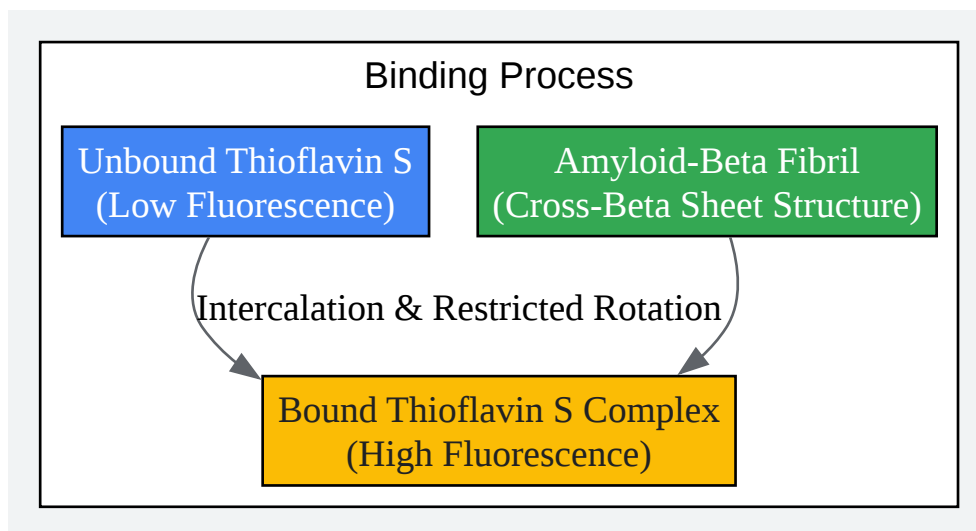 Binding Process
Unbound Thioflavin S
(Low Fluorescence)
Amyloid-Beta Fibril
(Cross-Beta Sheet Structure)
Intercalation & Restricted Rotation
Bound Thioflavin S Complex
(High Fluorescence)